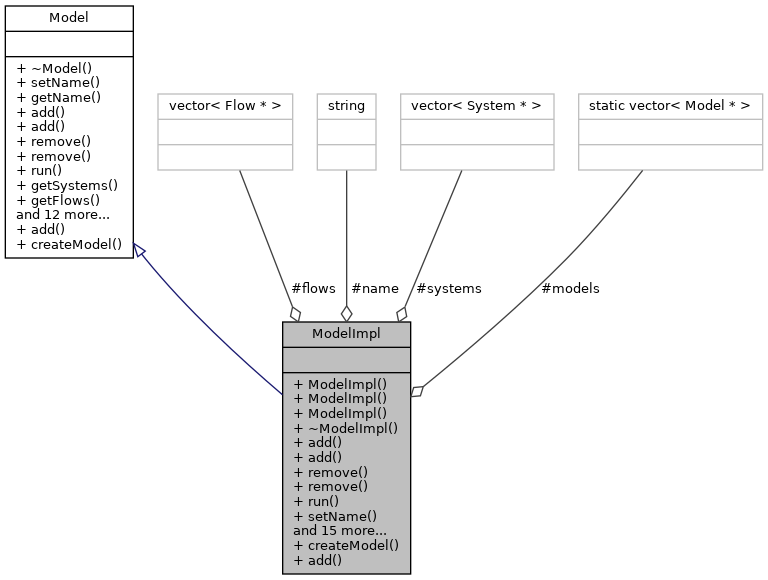 Model
+ ~Model()
+ setName()
+ getName()
+ add()
+ add()
+ remove()
+ remove()
+ run()
+ getSystems()
+ getFlows()
and 12 more...
+ add()
+ createModel()
vector< Flow * >
string
vector< System * >
static vector< Model * >
#flows
#name
#systems
#models
ModelImpl
+ ModelImpl()
+ ModelImpl()
+ ModelImpl()
+ ~ModelImpl()
+ add()
+ add()
+ remove()
+ remove()
+ run()
+ setName()
and 15 more...
+ createModel()
+ add()